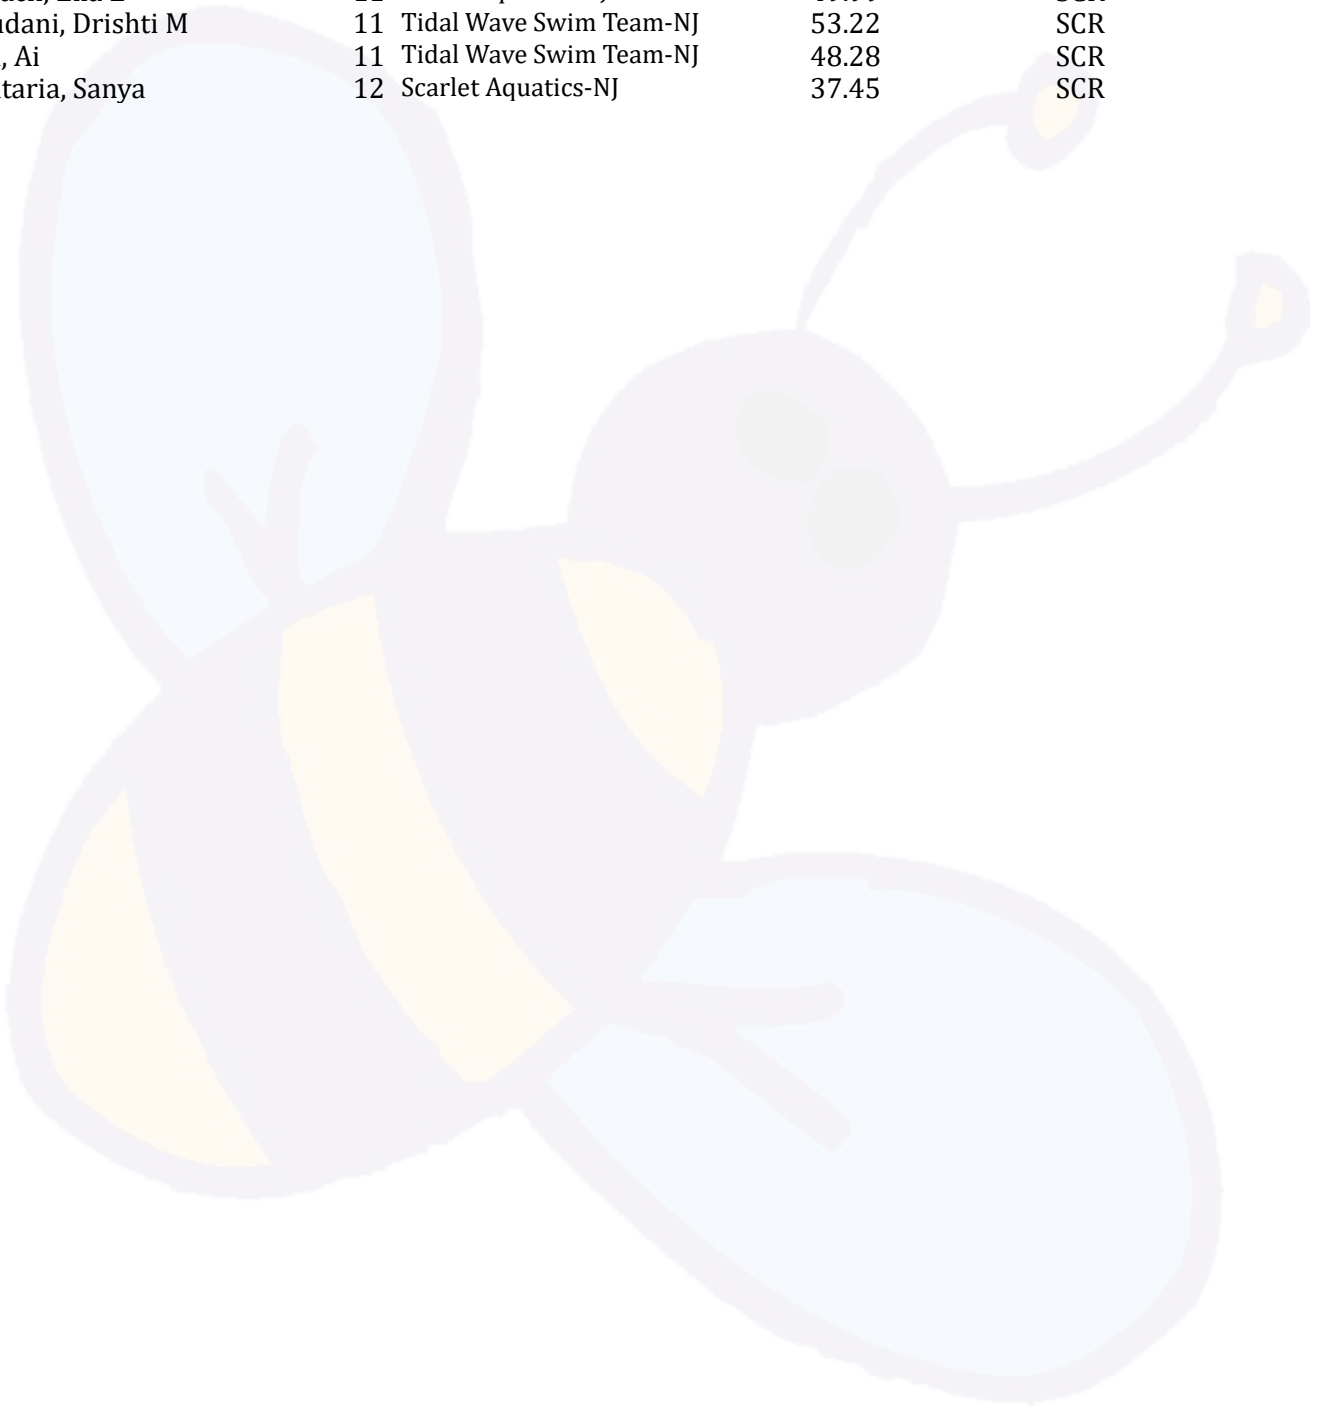 udani, Drishti M 11 Tidal Wave Swim Team-NJ 53.22 SCR
, Ai 11 Tidal Wave Swim Team-NJ 48.28 SCR
taria, Sanya 12 Scarlet Aquatics-NJ 37.45 SCR